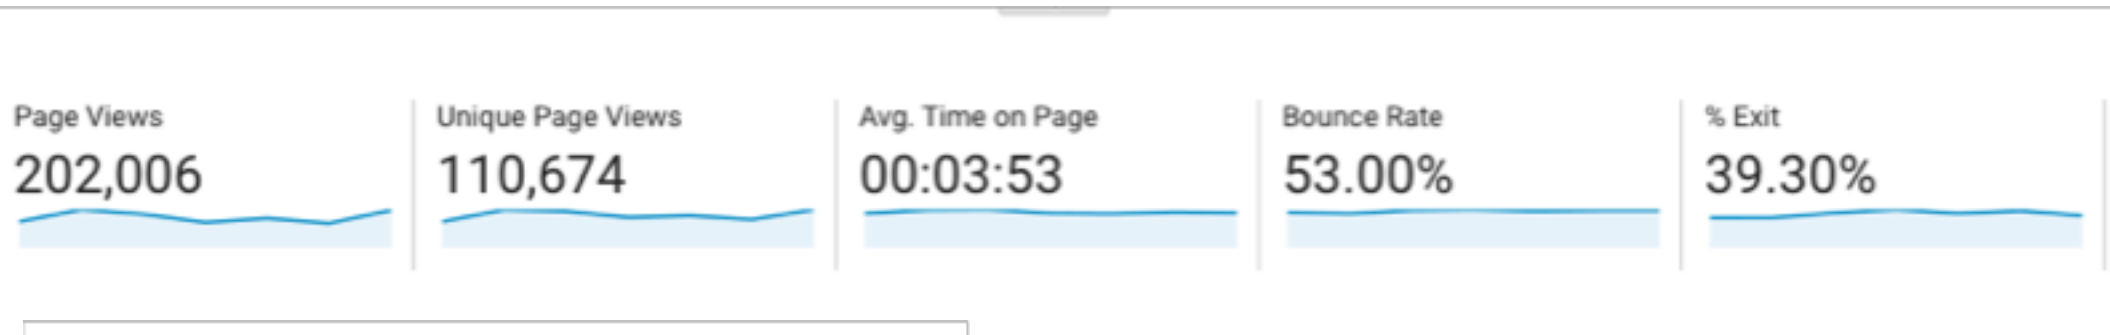 Page Views
202,006
Unique Page Views
110,674
Avg. Time on Page
00:03:53
Bounce Rate
53.00%
% Exit
39.30%